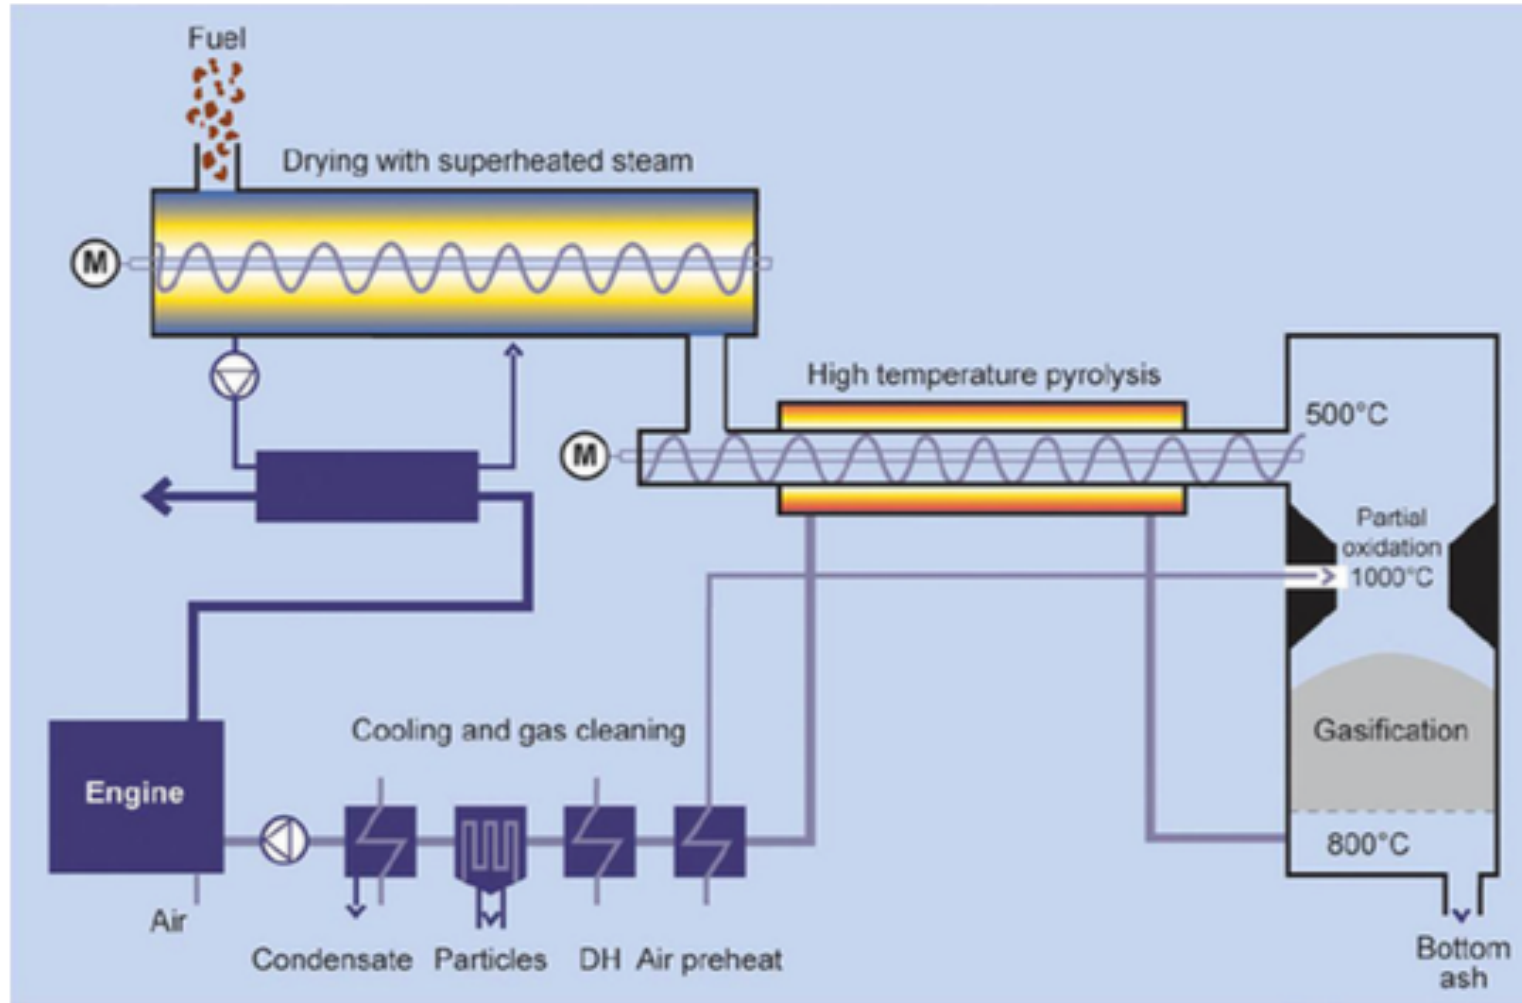 Fuel
Drying with superheated steam
M
High temperature pyrolysis
500°C
M
Partial
oxidation
1000°C
Gasification
Cooling and gas cleaning
Engine
800°C
Air
Condensate
Particles
DH
Air preheat
Bottom
ash